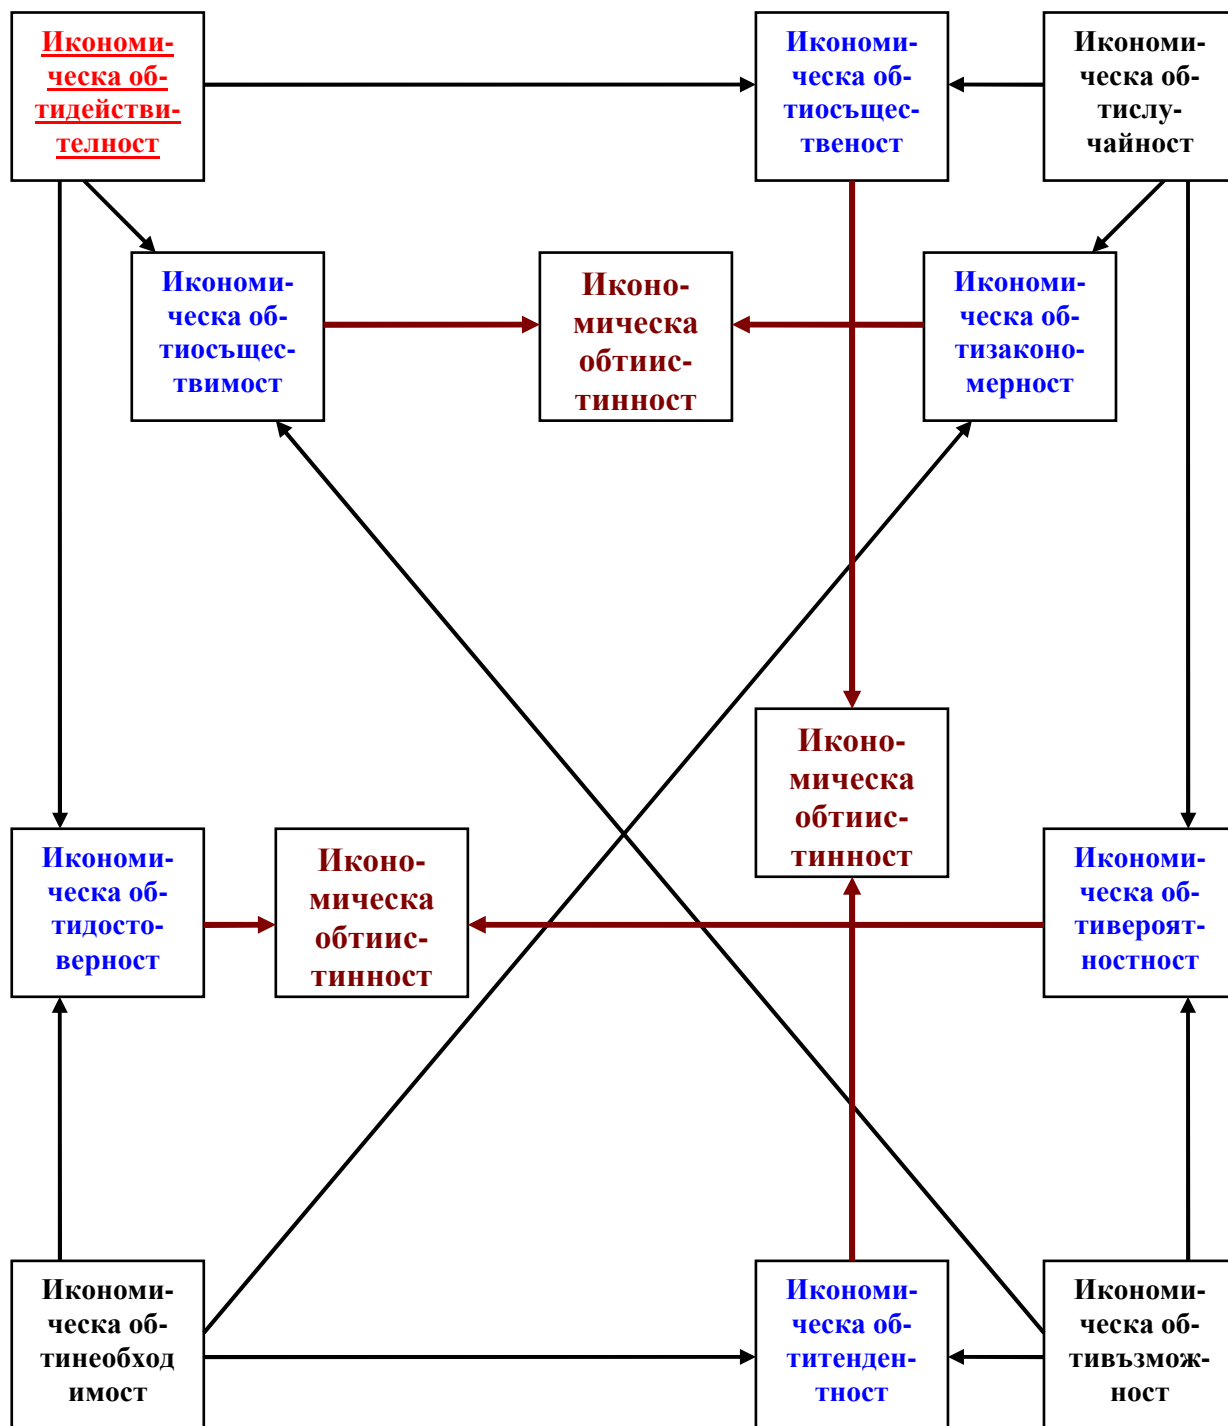 Икономи-
ческа об-
тидействи-
телност
Икономи-
ческа об-
тиосъщес-
твеност
Икономи-
ческа об-
тислу-
чайност
Икономи-
ческа об-
тиосъщес-
твимост
Иконо-
мическа
обтиис-
тинност
Икономи-
ческа об-
тизаконо-
мерност
Иконо-
мическа
обтиис-
тинност
Икономи-
ческа об-
тидосто-
верност
Иконо-
мическа
обтиис-
тинност
Икономи-
ческа об-
тивероят-
ностност
Икономи-
ческа об-
тинеобход
имост
Икономи-
ческа об-
титенден-
тност
Икономи-
ческа об-
тивъзмож-
ност